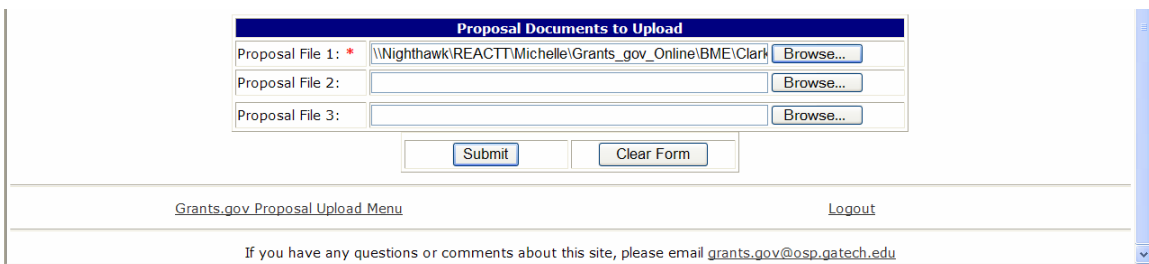 Proposal Documents to Upload
Proposal File 1: * \\Nighthawk\REACTT\Michelle\Grants_gov_Online\BME\Clark Browse...
Proposal File 2: Browse...
Proposal File 3: Browse...
Submit Clear Form
Grants.gov Proposal Upload Menu Logout
If you have any questions or comments about this site, please email grants.gov@osp.gatech.edu